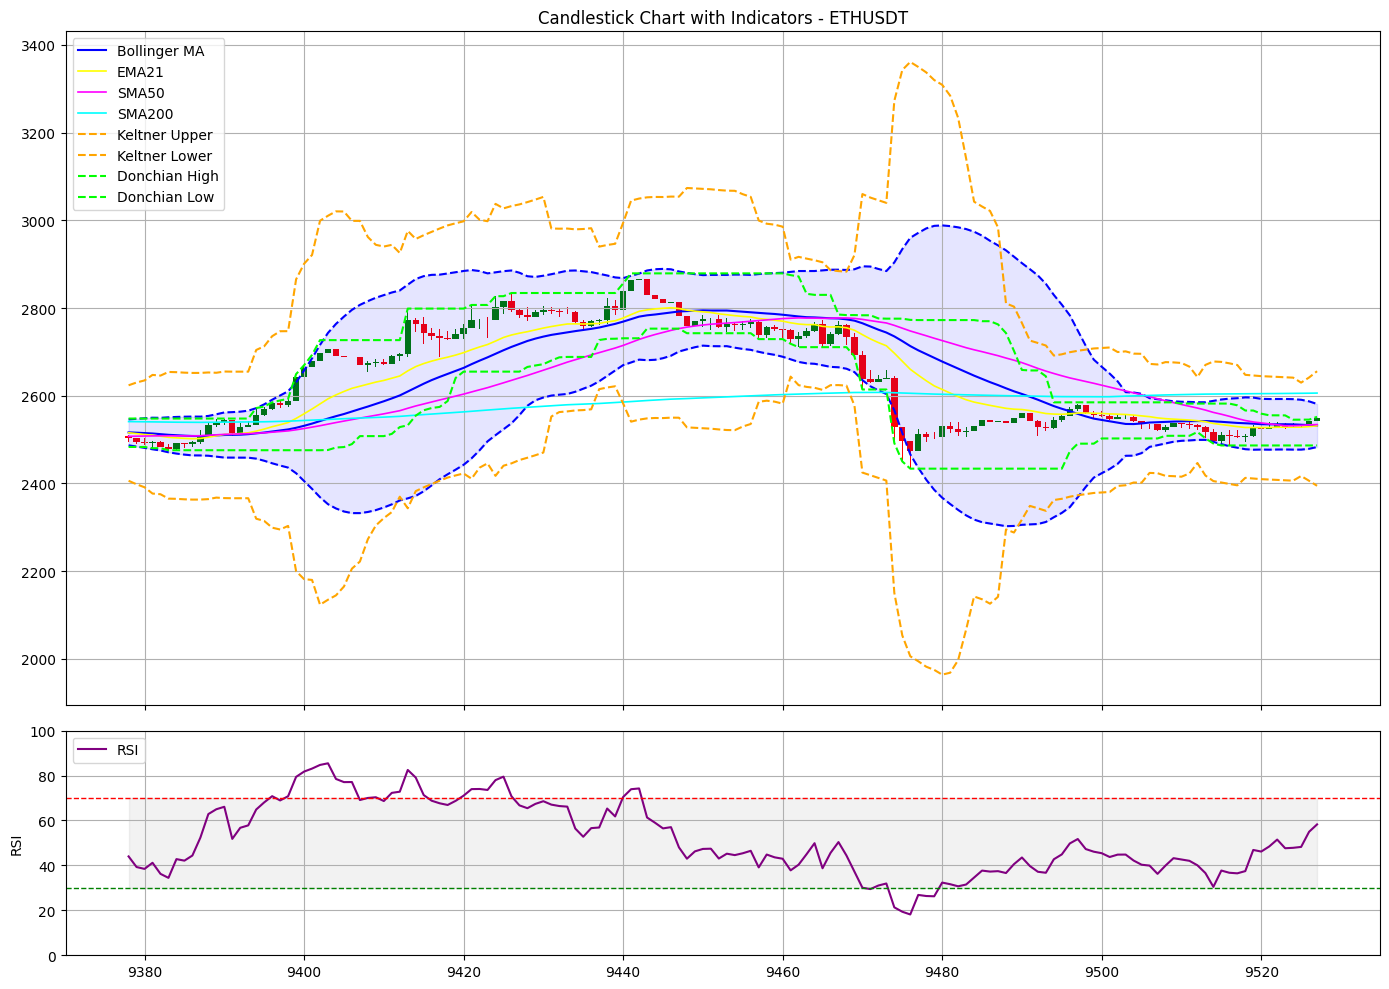 Candlestick Chart with Indicators - ETHUSDT
3400
3200
3000
2800
2600
2400
2200
2000
Bollinger MA
EMA21
SMA50
SMA200
Keltner Upper
Keltner Lower
Donchian High
Donchian Low
100
80
60
40
20
0
RSI
RSI
9380 9400 9420 9440 9460 9480 9500 9520